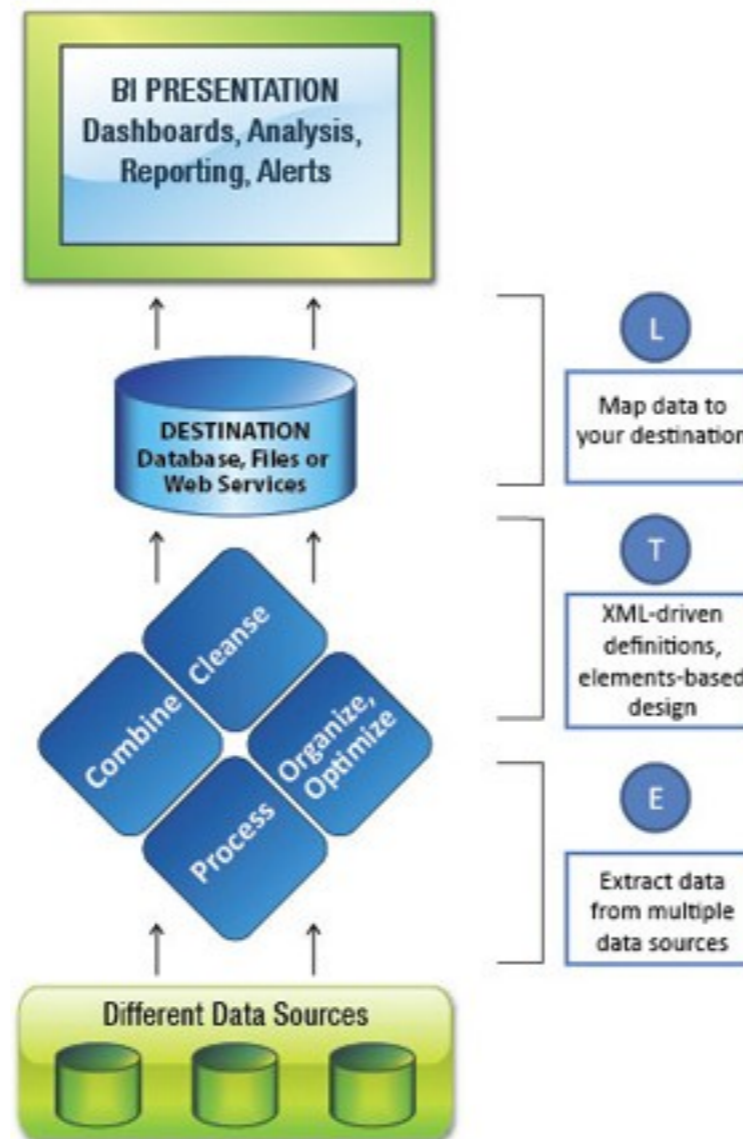 BI PRESENTATION
Dashboards, Analysis,
Reporting, Alerts
L
Map data to
your destination
DESTINATION
Database, Files or
Web Services
T
XML-driven
definitions,
elements-based
design
Cleanse
Combine
Organize,
Optimize
Process
E
Extract data
from multiple
data sources
Different Data Sources